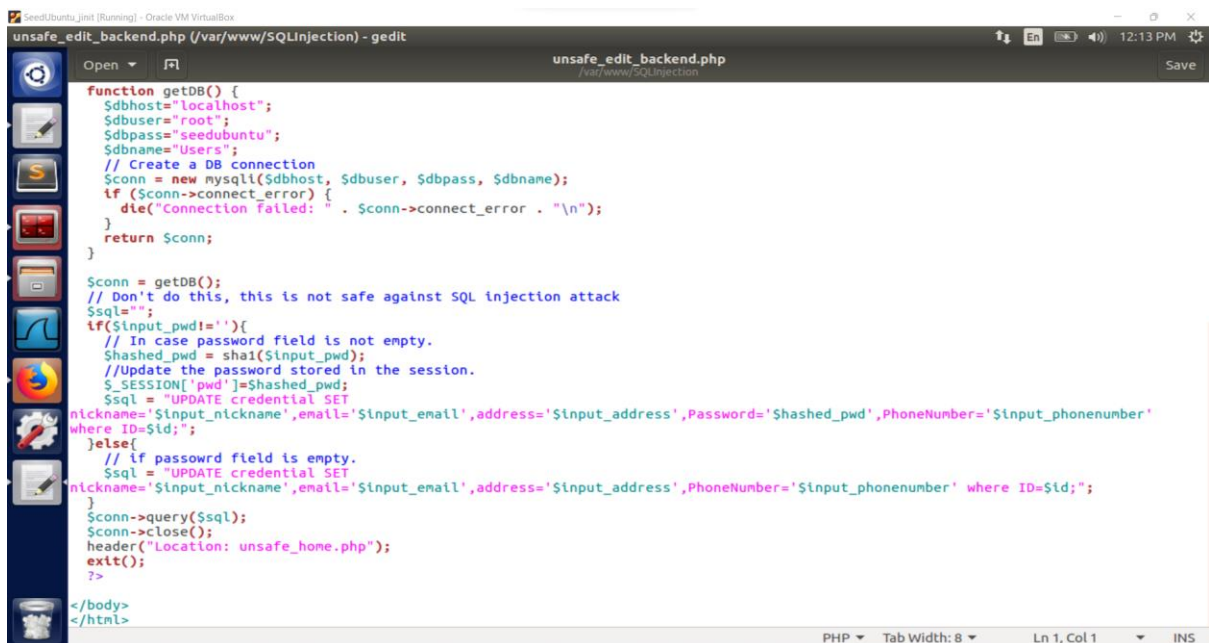 SeedUbuntu_jinit [Running] - Oracle VM VirtualBox
unsafe_edit_backend.php (/var/www/SQLInjection) - gedit
En
12:13 PM
Open
unsafe_edit_backend.php
Save
/var/www/SQLInjection
function getDB() {
$dbhost="localhost";
$dbuser="root";
$dbpass="seedubuntu";
$dbname="Users";
// Create a DB connection
$conn = new mysqli($dbhost, $dbuser, $dbpass, $dbname);
if ($conn->connect_error) {
die("Connection failed: " . $conn->connect_error . "\n");
}
return $conn;
}
$conn = getDB();
// Don't do this, this is not safe against SQL injection attack
$sql="";
if($input_pwd!=''){
// In case password field is not empty.
$hashed_pwd = sha1($input_pwd);
//Update the password stored in the session.
$_SESSION['pwd']=$hashed_pwd;
$sql = "UPDATE credential SET
nickname='$input_nickname',email='$input_email',address='$input_address',Password='$hashed_pwd',PhoneNumber='$input_phonenumber'
where ID=$id;";
}else{
// if passowrd field is empty.
$sql = "UPDATE credential SET
nickname='$input_nickname',email='$input_email',address='$input_address',PhoneNumber='$input_phonenumber' where ID=$id;";
}
$conn->query($sql);
$conn->close();
header("Location: unsafe_home.php");
exit();
?>
</body>
</html>
PHP Tab Width: 8 Ln 1, Col 1 INS